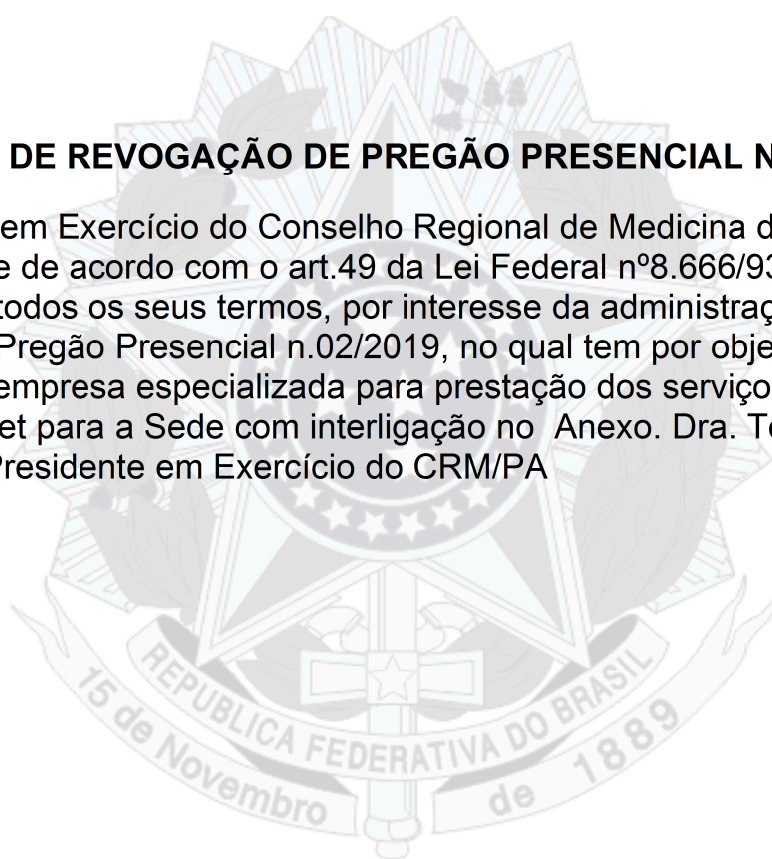 DE REVOGAÇÃO DE PREGÃO PRESENCIAL N
em Exercício do Conselho Regional de Medicina d
e de acordo com o art.49 da Lei Federal nº8.666/93
todos os seus termos, por interesse da administraç
Pregão Presencial n.02/2019, no qual tem por obje
empresa especializada para prestação dos serviço
et para a Sede com interligação no Anexo. Dra. Te
Presidente em Exercício do CRM/PA
REPUBLICA FEDERATIVA DO BRASIL
15 de Novembro de 1889